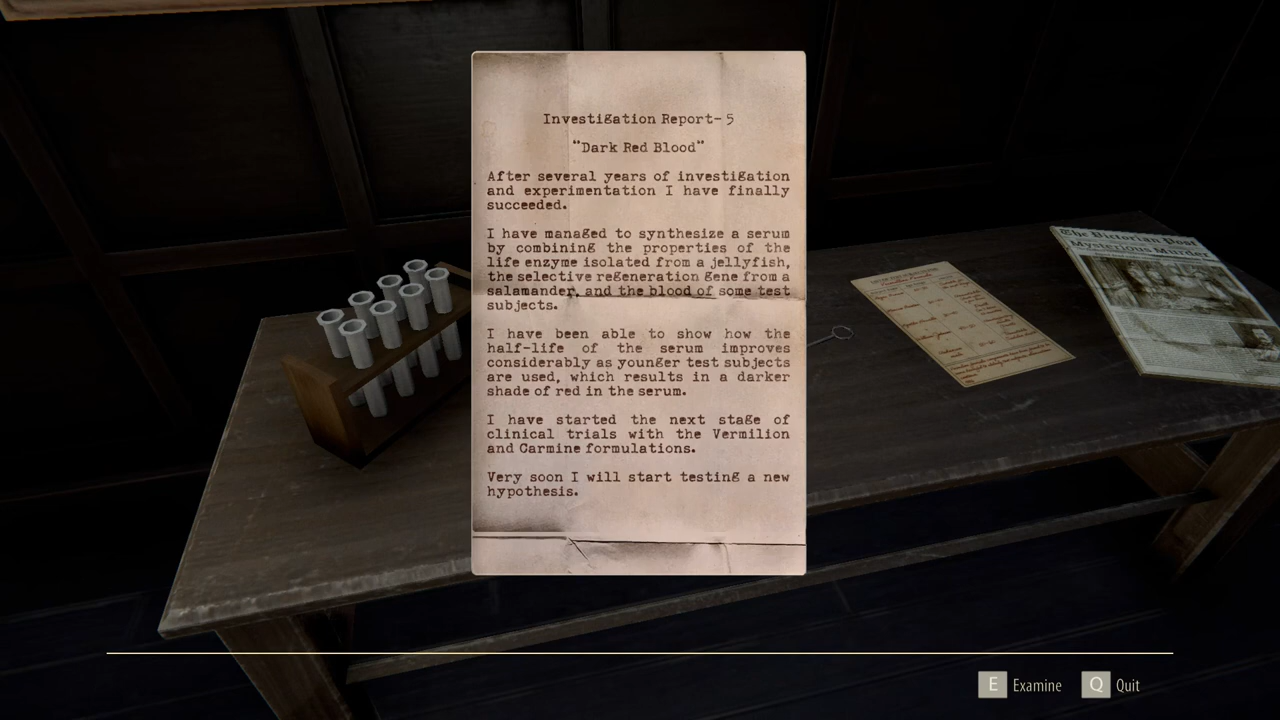 Investigation Report- 5
"Dark Red Blood"
After several years of investigation
and experimentation I have finally
succeeded.
I have managed to synthesize a serum
by combining the properties of the
life enzyme isolated from a jellyfish,
the selective regeneration gene from a
salamander, and the blood of some test
subjects.
I have been able to show how the
half-life of the serum improves
considerably as younger test subjects
are used, which results in a darker
shade of red in the serum.
I have started the next stage of
clinical trials with the Vermilion
and Carmine formulations.
Very soon I will start testing a new
hypothesis.
The Victorian Post
Mysterious Murder
E Examine Q Quit